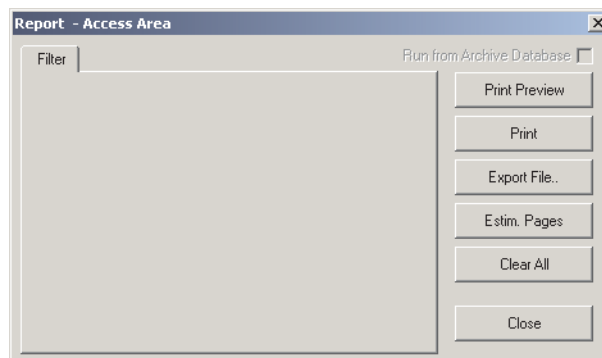 Report - Access Area
Filter
Run from Archive Database
Print Preview
Print
Export File..
Estim. Pages
Clear All
Close